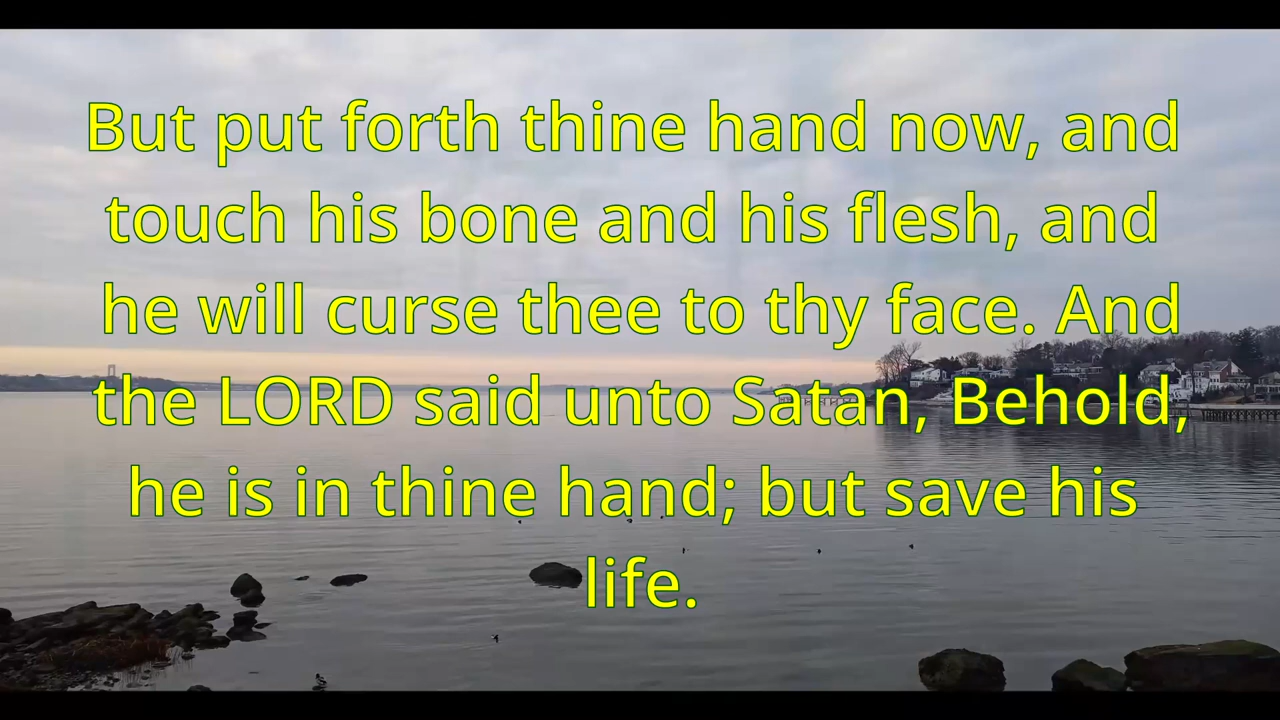 But put forth thine hand now, and
touch his bone and his flesh, and
he will curse thee to thy face. And
the LORD said unto Satan, Behold,
he is in thine hand; but save his
life.